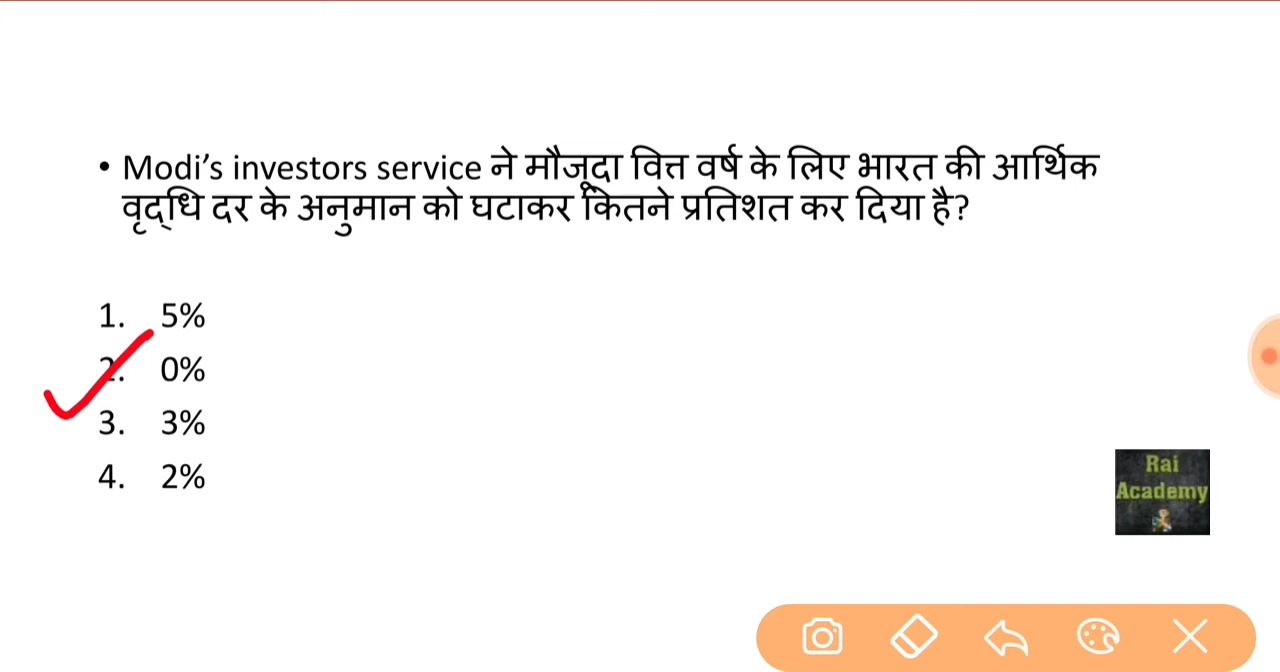 • Modi's investors service ने मौजूदा वित्त वर्ष के लिए भारत की आर्थिक
वृद्धि दर के अनुमान को घटाकर कितने प्रतिशत कर दिया है?
1. 5%
2. 0%
3. 3%
4. 2%
Rai
Academy